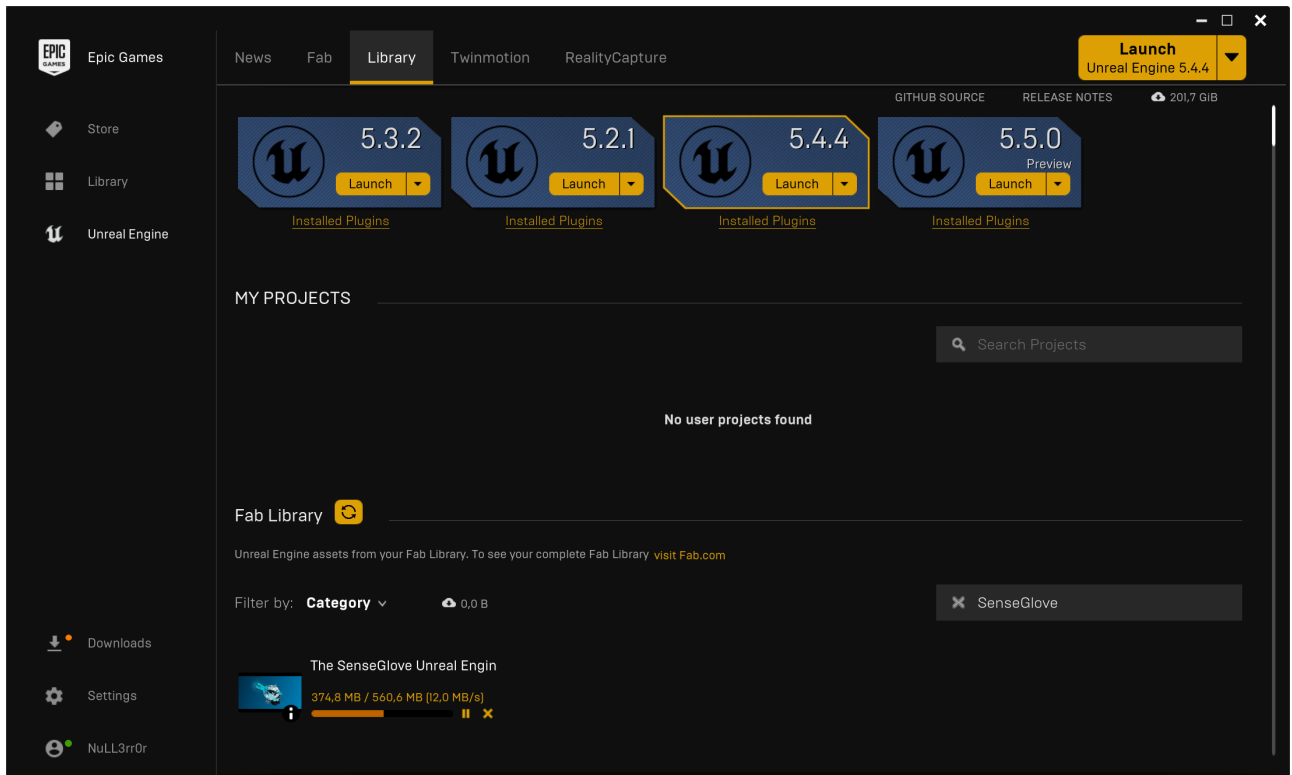 EPIC
GAMES
Epic Games
Store
Library
Unreal Engine
Downloads
Settings
NuLL3rr0r
News
Fab
Library
Twinmotion
RealityCapture
Launch
Unreal Engine 5.4.4
GITHUB SOURCE
RELEASE NOTES
201,7 GiB
5.3.2
Launch
Installed Plugins
5.2.1
Launch
Installed Plugins
5.4.4
Launch
Installed Plugins
5.5.0
Preview
Launch
Installed Plugins
MY PROJECTS
Search Projects
No user projects found
Fab Library
Unreal Engine assets from your Fab Library. To see your complete Fab Library visit Fab.com
Filter by: Category
0,0 B
SenseGlove
The SenseGlove Unreal Engin
374,8 MB / 560,6 MB (12,0 MB/s)